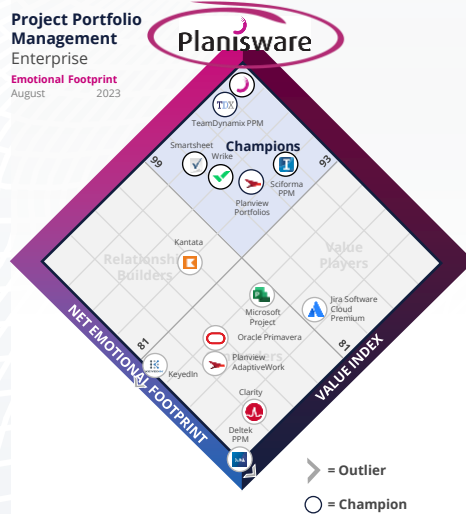 Project Portfolio
Management
Enterprise
Emotional Footprint
August 2023
Planisware
TDX
TeamDynamix PPM
Champions
Smartsheet
Wrike
Sciforma
PPM
Planview
Portfolios
99
93
Kantata
Relationship
Builders
Value
Players
Microsoft
Project
Jira Software
Cloud
Premium
Oracle Primavera
81
81
KeyedIn
Planview
AdaptiveWork
Clarity
Deltek
PPM
NET EMOTIONAL FOOTPRINT
VALUE INDEX
= Outlier
= Champion